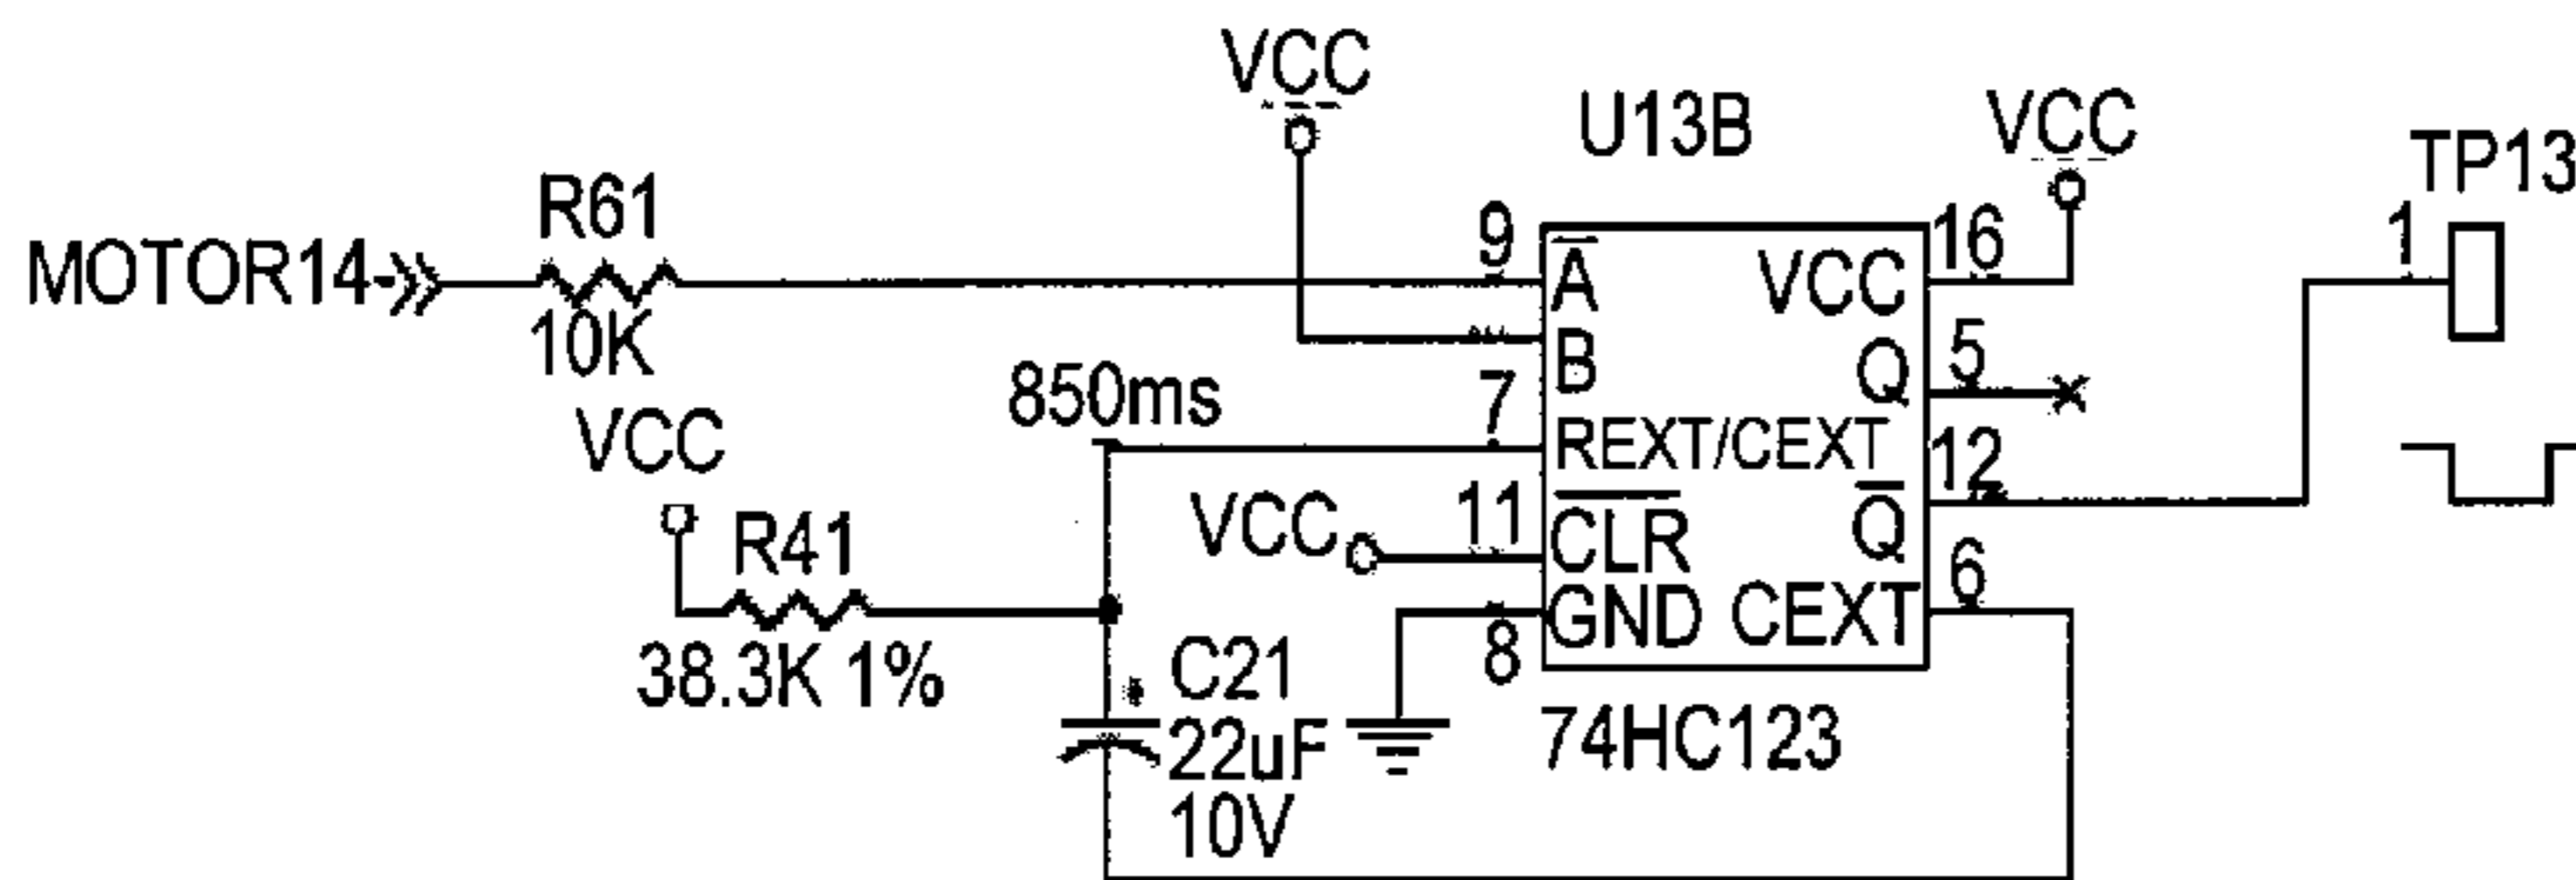 VCC
U13B
VCC
TP13
R61
MOTOR14-
10K
9
A̅
VCC
16
1
B
Q
5
850ms
7
REXT/CEXT
12
VCC
R41
38.3K 1%
VCC
11
C̅L̅R̅
Q̅
6
GND
CEXT
8
C21
22uF
10V
74HC123